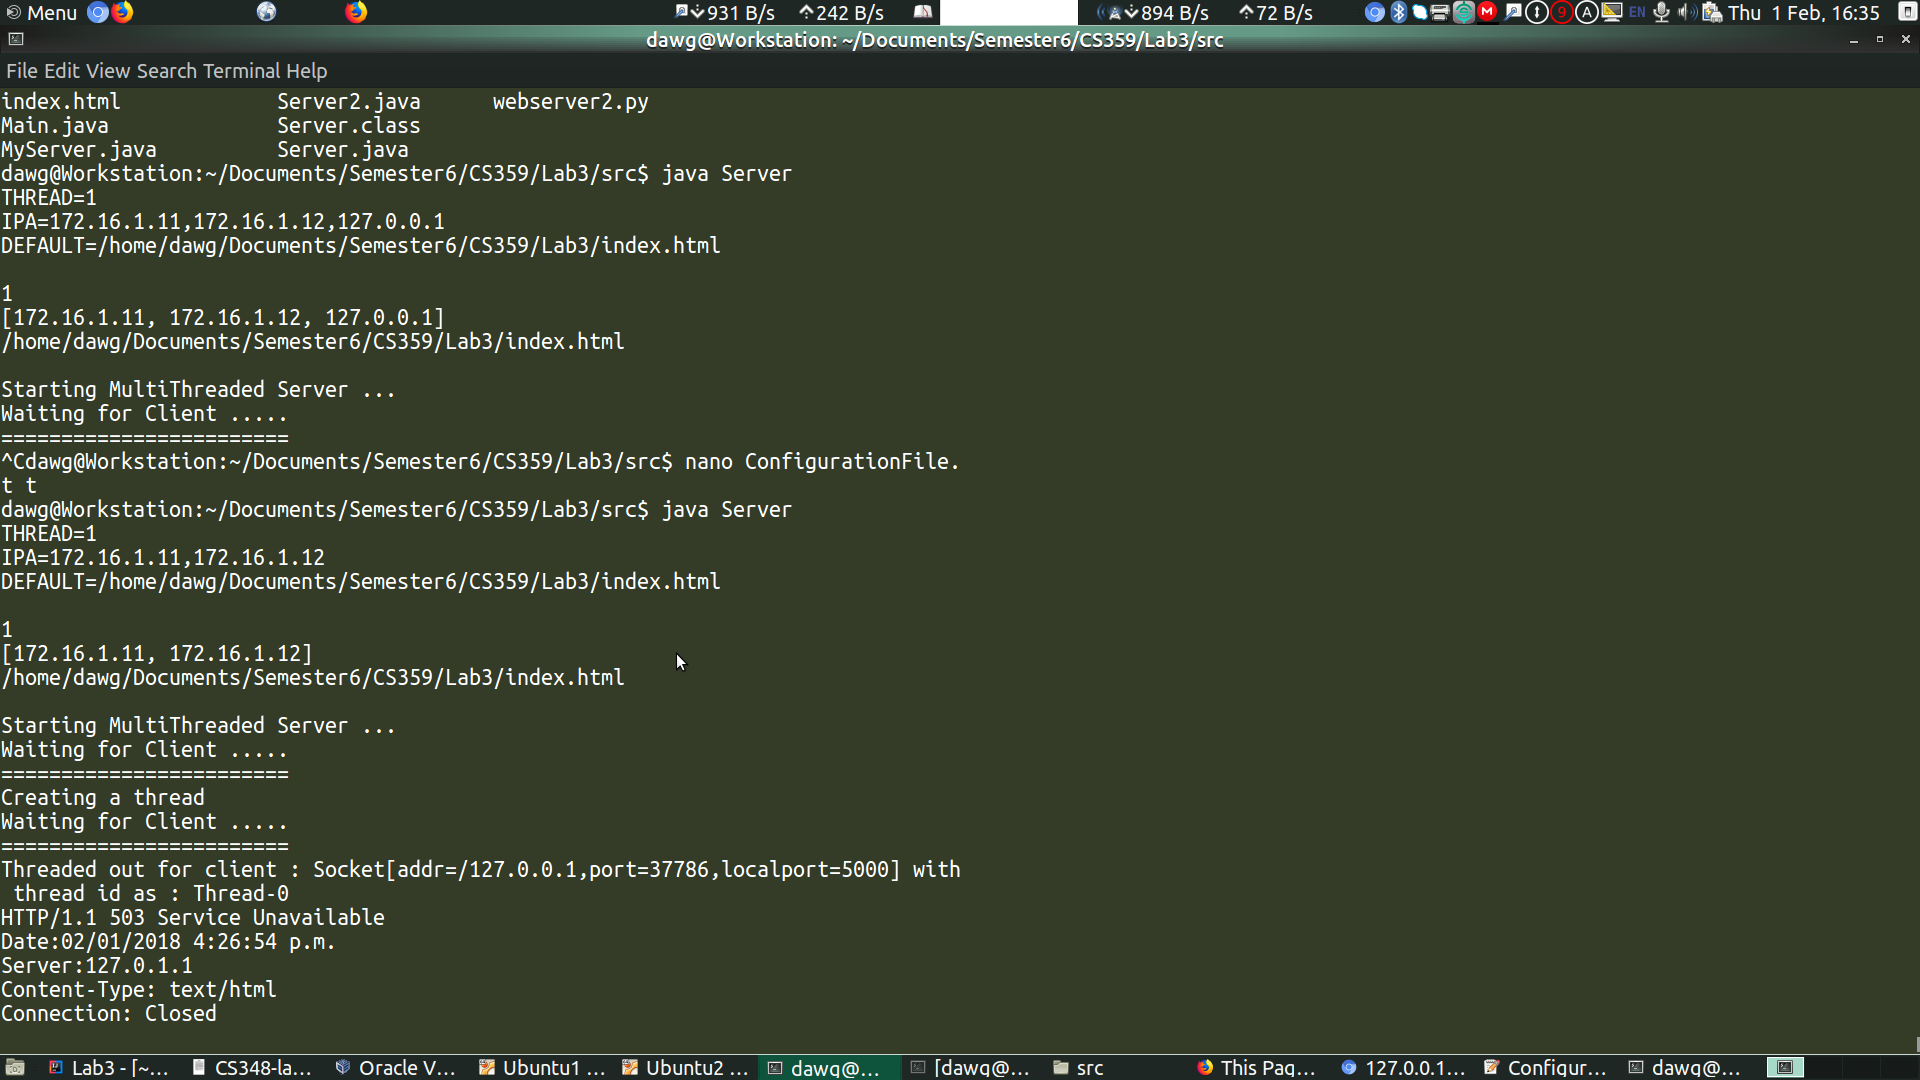 Menu 931 B/s 242 B/s 894 B/s 72 B/s 9 A EN Thu 1 Feb, 16:35
dawg@Workstation: ~/Documents/Semester6/CS359/Lab3/src
File Edit View Search Terminal Help
index.html Server2.java webserver2.py
Main.java Server.class
MyServer.java Server.java
dawg@Workstation:~/Documents/Semester6/CS359/Lab3/src$ java Server
THREAD=1
IPA=172.16.1.11,172.16.1.12,127.0.0.1
DEFAULT=/home/dawg/Documents/Semester6/CS359/Lab3/index.html
1
[172.16.1.11, 172.16.1.12, 127.0.0.1]
/home/dawg/Documents/Semester6/CS359/Lab3/index.html
Starting MultiThreaded Server ...
Waiting for Client .....
========================
^Cdawg@Workstation:~/Documents/Semester6/CS359/Lab3/src$ nano ConfigurationFile.
t t
dawg@Workstation:~/Documents/Semester6/CS359/Lab3/src$ java Server
THREAD=1
IPA=172.16.1.11,172.16.1.12
DEFAULT=/home/dawg/Documents/Semester6/CS359/Lab3/index.html
1
[172.16.1.11, 172.16.1.12]
/home/dawg/Documents/Semester6/CS359/Lab3/index.html
Starting MultiThreaded Server ...
Waiting for Client .....
========================
Creating a thread
Waiting for Client .....
========================
Threaded out for client : Socket[addr=/127.0.0.1,port=37786,localport=5000] with
thread id as : Thread-0
HTTP/1.1 503 Service Unavailable
Date:02/01/2018 4:26:54 p.m.
Server:127.0.1.1
Content-Type: text/html
Connection: Closed
Lab3 - [~... CS348-la... Oracle V... Ubuntu1 ... Ubuntu2 ... dawg@... [dawg@... src This Pag... 127.0.0.1... Configur... dawg@...